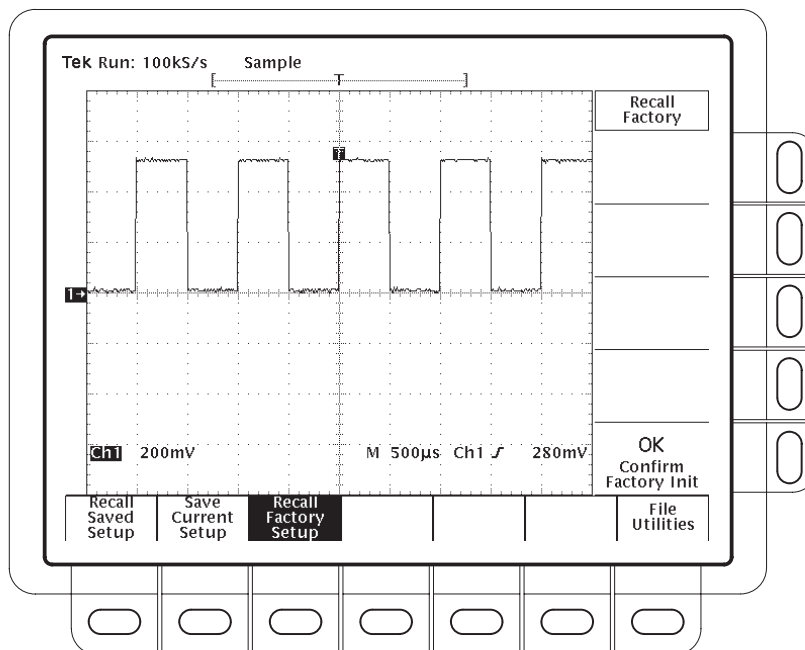 Tek Run: 100kS/s Sample
[ T ]
Recall
Factory
T
1→
Ch1 200mV M 500µs Ch1 280mV
OK
Confirm
Factory Init
Recall
Saved
Setup
Save
Current
Setup
Recall
Factory
Setup
File
Utilities